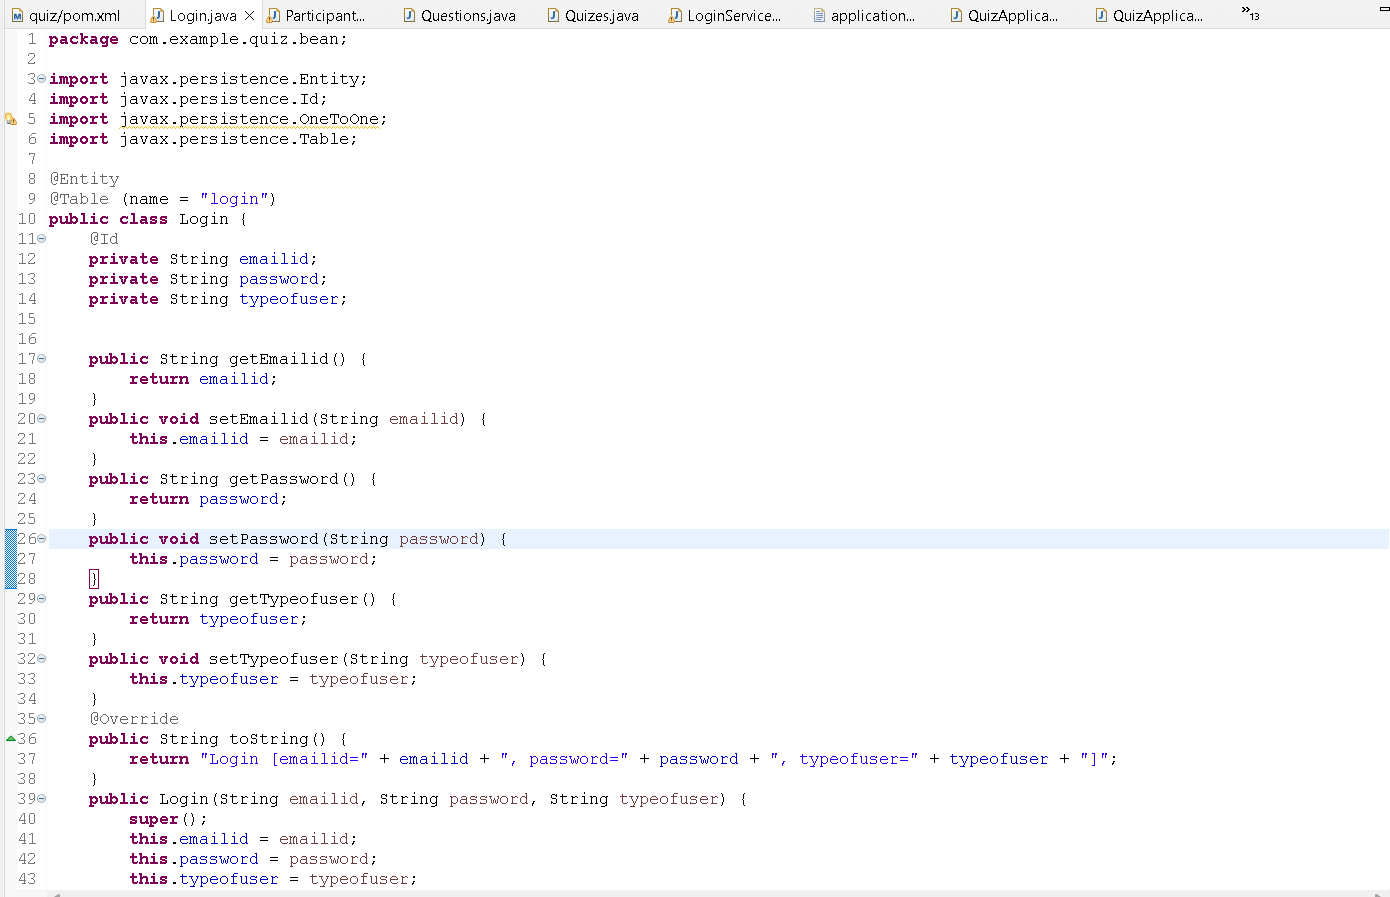 quiz/pom.xml Login.java Participant... Questions.java Quizes.java LoginService... application... QuizApplica... QuizApplica... »13
1 package com.example.quiz.bean;
2
3 import javax.persistence.Entity;
4 import javax.persistence.Id;
5 import javax.persistence.OneToOne;
6 import javax.persistence.Table;
7
8 @Entity
9 @Table (name = "login")
10 public class Login {
11 @Id
12 private String emailid;
13 private String password;
14 private String typeofuser;
15
16
17 public String getEmailid() {
18 return emailid;
19 }
20 public void setEmailid(String emailid) {
21 this.emailid = emailid;
22 }
23 public String getPassword() {
24 return password;
25 }
26 public void setPassword(String password) {
27 this.password = password;
28 }
29 public String getTypeofuser() {
30 return typeofuser;
31 }
32 public void setTypeofuser(String typeofuser) {
33 this.typeofuser = typeofuser;
34 }
35 @Override
36 public String toString() {
37 return "Login [emailid=" + emailid + ", password=" + password + ", typeofuser=" + typeofuser + "]";
38 }
39 public Login(String emailid, String password, String typeofuser) {
40 super();
41 this.emailid = emailid;
42 this.password = password;
43 this.typeofuser = typeofuser;